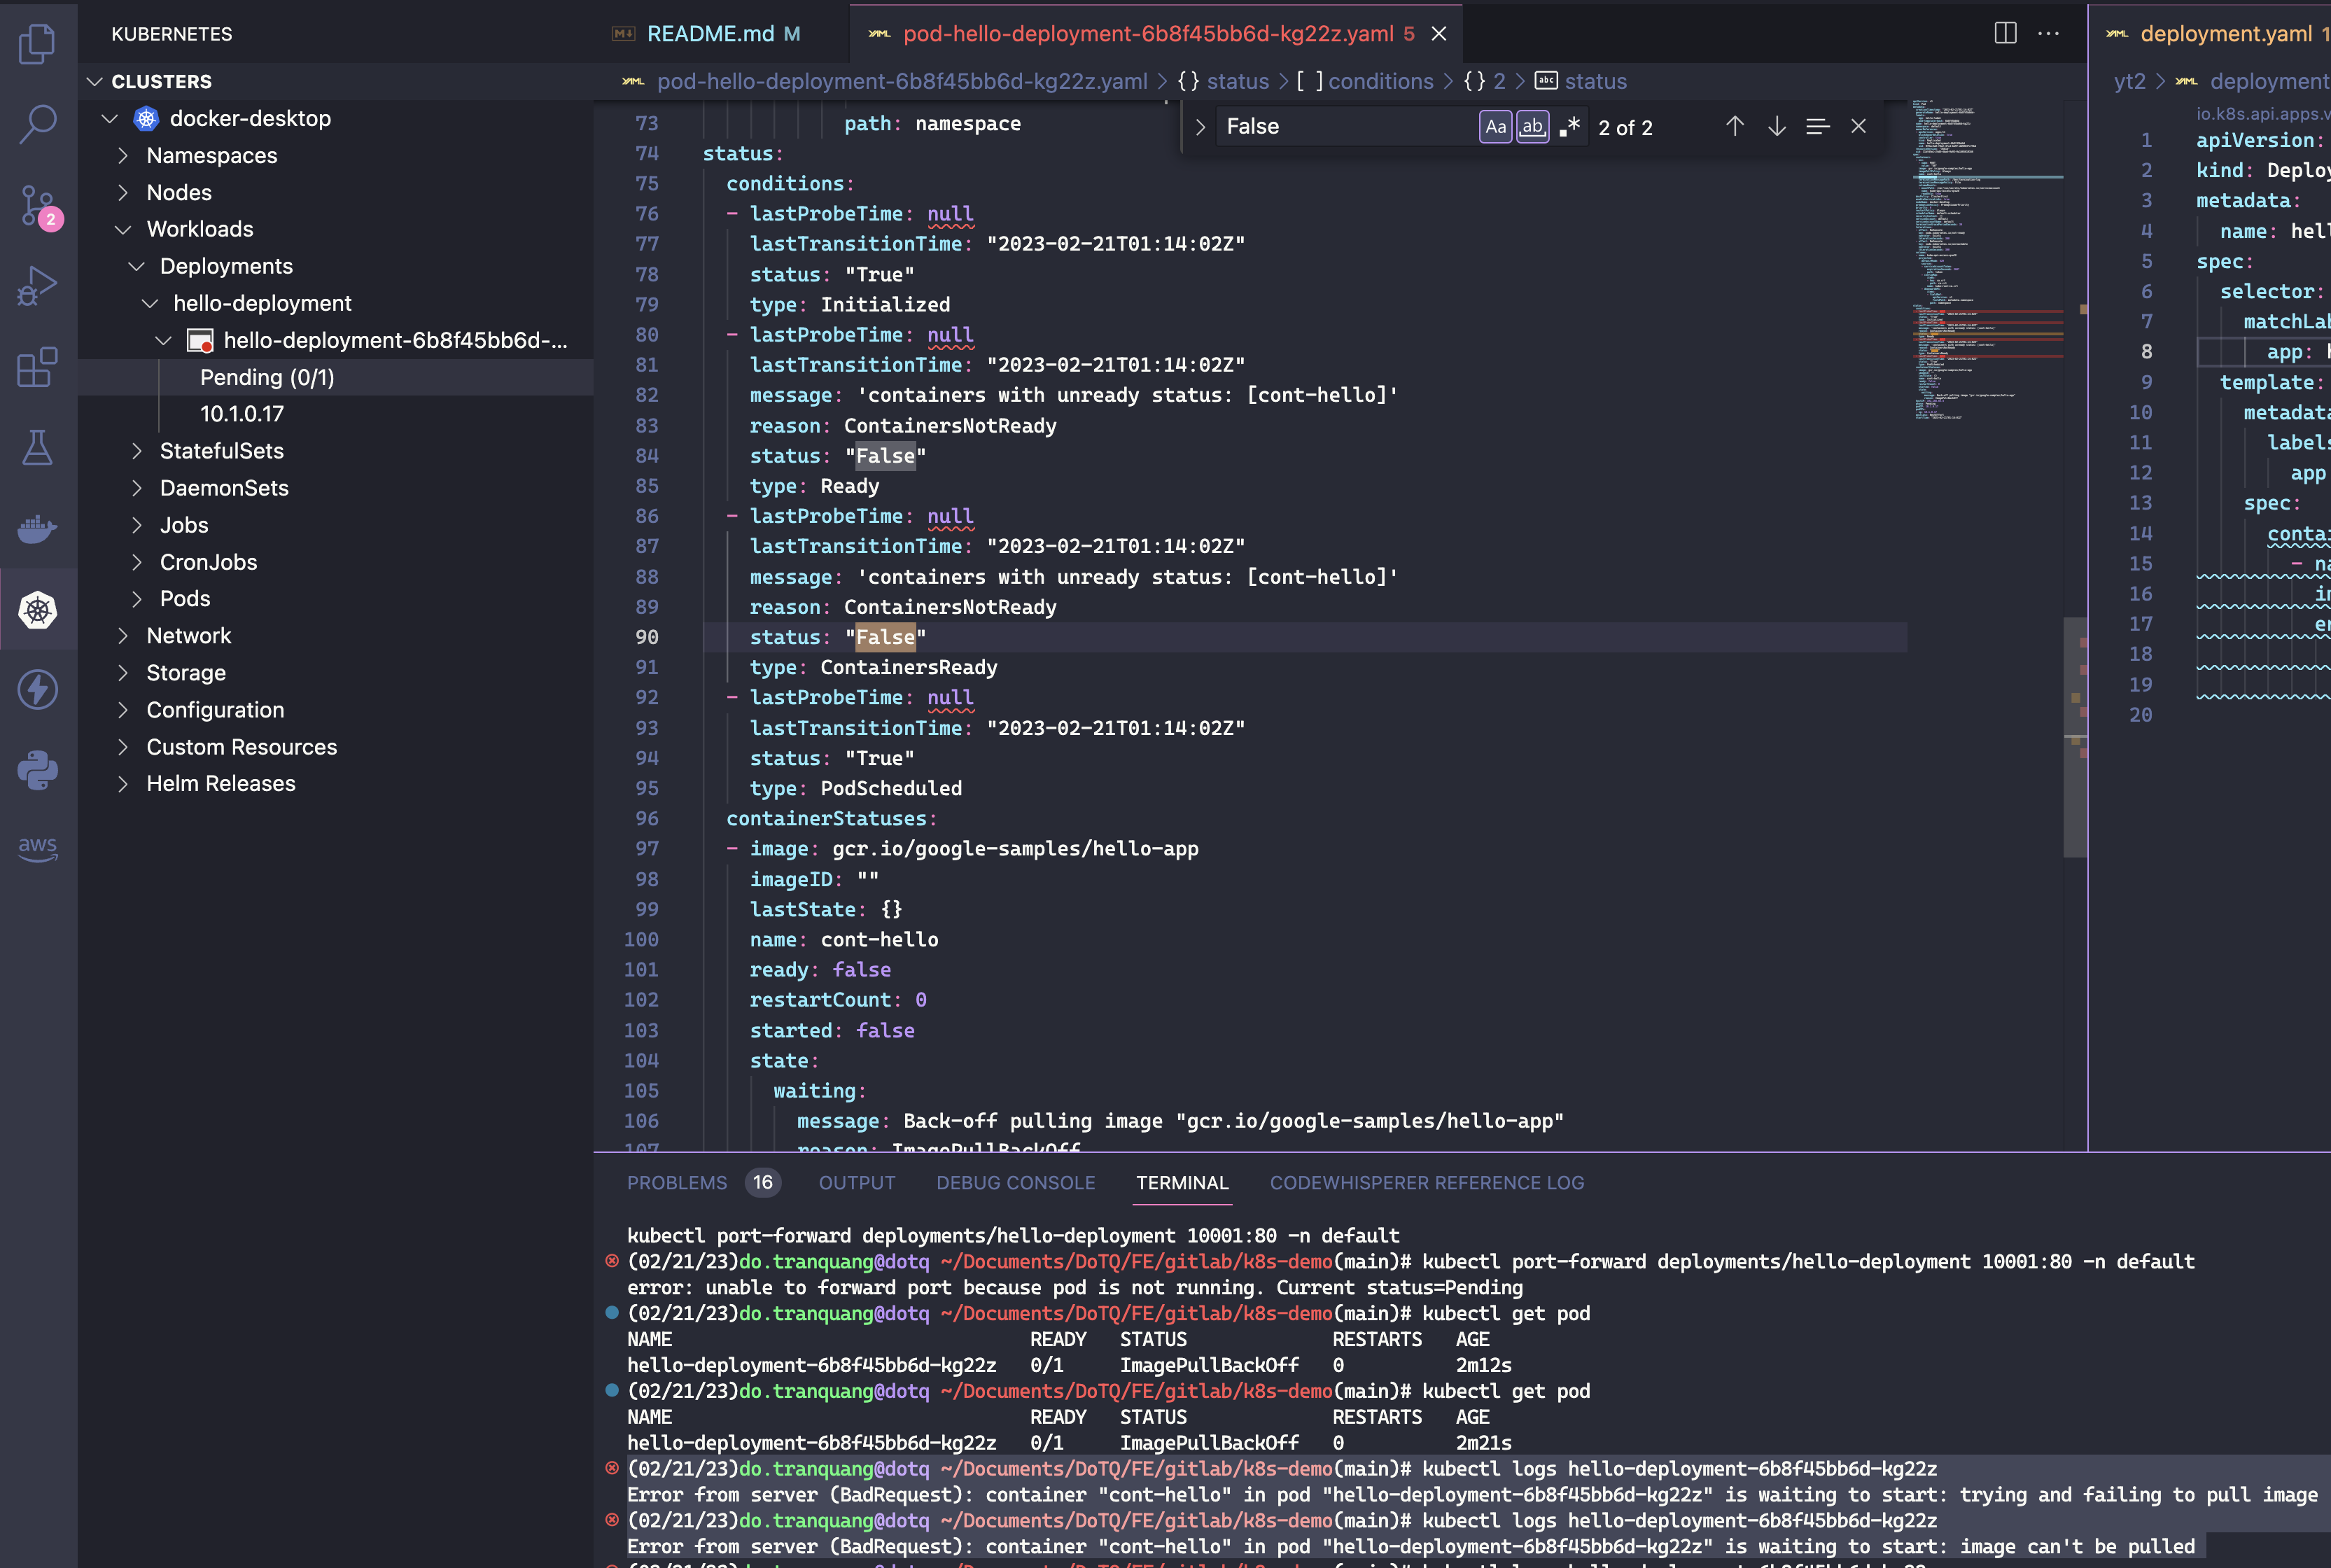 KUBERNETES
CLUSTERS
docker-desktop
Namespaces
Nodes
Workloads
Deployments
hello-deployment
hello-deployment-6b8f45bb6d-...
Pending (0/1)
10.1.0.17
StatefulSets
DaemonSets
Jobs
CronJobs
Pods
Network
Storage
Configuration
Custom Resources
Helm Releases
2
aws
README.md M
YAML pod-hello-deployment-6b8f45bb6d-kg22z.yaml 5
YAML pod-hello-deployment-6b8f45bb6d-kg22z.yaml > {} status > [ ] conditions > {} 2 > abc status
False Aa ab .* 2 of 2
73 path: namespace
74 status:
75 conditions:
76 - lastProbeTime: null
77 lastTransitionTime: "2023-02-21T01:14:02Z"
78 status: "True"
79 type: Initialized
80 - lastProbeTime: null
81 lastTransitionTime: "2023-02-21T01:14:02Z"
82 message: 'containers with unready status: [cont-hello]'
83 reason: ContainersNotReady
84 status: "False"
85 type: Ready
86 - lastProbeTime: null
87 lastTransitionTime: "2023-02-21T01:14:02Z"
88 message: 'containers with unready status: [cont-hello]'
89 reason: ContainersNotReady
90 status: "False"
91 type: ContainersReady
92 - lastProbeTime: null
93 lastTransitionTime: "2023-02-21T01:14:02Z"
94 status: "True"
95 type: PodScheduled
96 containerStatuses:
97 - image: gcr.io/google-samples/hello-app
98 imageID: ""
99 lastState: {}
100 name: cont-hello
101 ready: false
102 restartCount: 0
103 started: false
104 state:
105 waiting:
106 message: Back-off pulling image "gcr.io/google-samples/hello-app"
107 reason: ImagePullBackOff
YAML deployment.yaml 1
yt2 > YAML deployment
io.k8s.api.apps.v
1 apiVersion:
2 kind: Deploy
3 metadata:
4 name: hell
5 spec:
6 selector:
7 matchLab
8 app: h
9 template:
10 metadata
11 labels
12 app
13 spec:
14 contai
15 - na
16 im
17 en
18
19
20
PROBLEMS 16 OUTPUT DEBUG CONSOLE TERMINAL CODEWHISPERER REFERENCE LOG
kubectl port-forward deployments/hello-deployment 10001:80 -n default
(02/21/23)do.tranquang@dotq ~/Documents/DoTQ/FE/gitlab/k8s-demo(main)# kubectl port-forward deployments/hello-deployment 10001:80 -n default
error: unable to forward port because pod is not running. Current status=Pending
(02/21/23)do.tranquang@dotq ~/Documents/DoTQ/FE/gitlab/k8s-demo(main)# kubectl get pod
NAME READY STATUS RESTARTS AGE
hello-deployment-6b8f45bb6d-kg22z 0/1 ImagePullBackOff 0 2m12s
(02/21/23)do.tranquang@dotq ~/Documents/DoTQ/FE/gitlab/k8s-demo(main)# kubectl get pod
NAME READY STATUS RESTARTS AGE
hello-deployment-6b8f45bb6d-kg22z 0/1 ImagePullBackOff 0 2m21s
(02/21/23)do.tranquang@dotq ~/Documents/DoTQ/FE/gitlab/k8s-demo(main)# kubectl logs hello-deployment-6b8f45bb6d-kg22z
Error from server (BadRequest): container "cont-hello" in pod "hello-deployment-6b8f45bb6d-kg22z" is waiting to start: trying and failing to pull image
(02/21/23)do.tranquang@dotq ~/Documents/DoTQ/FE/gitlab/k8s-demo(main)# kubectl logs hello-deployment-6b8f45bb6d-kg22z
Error from server (BadRequest): container "cont-hello" in pod "hello-deployment-6b8f45bb6d-kg22z" is waiting to start: image can't be pulled